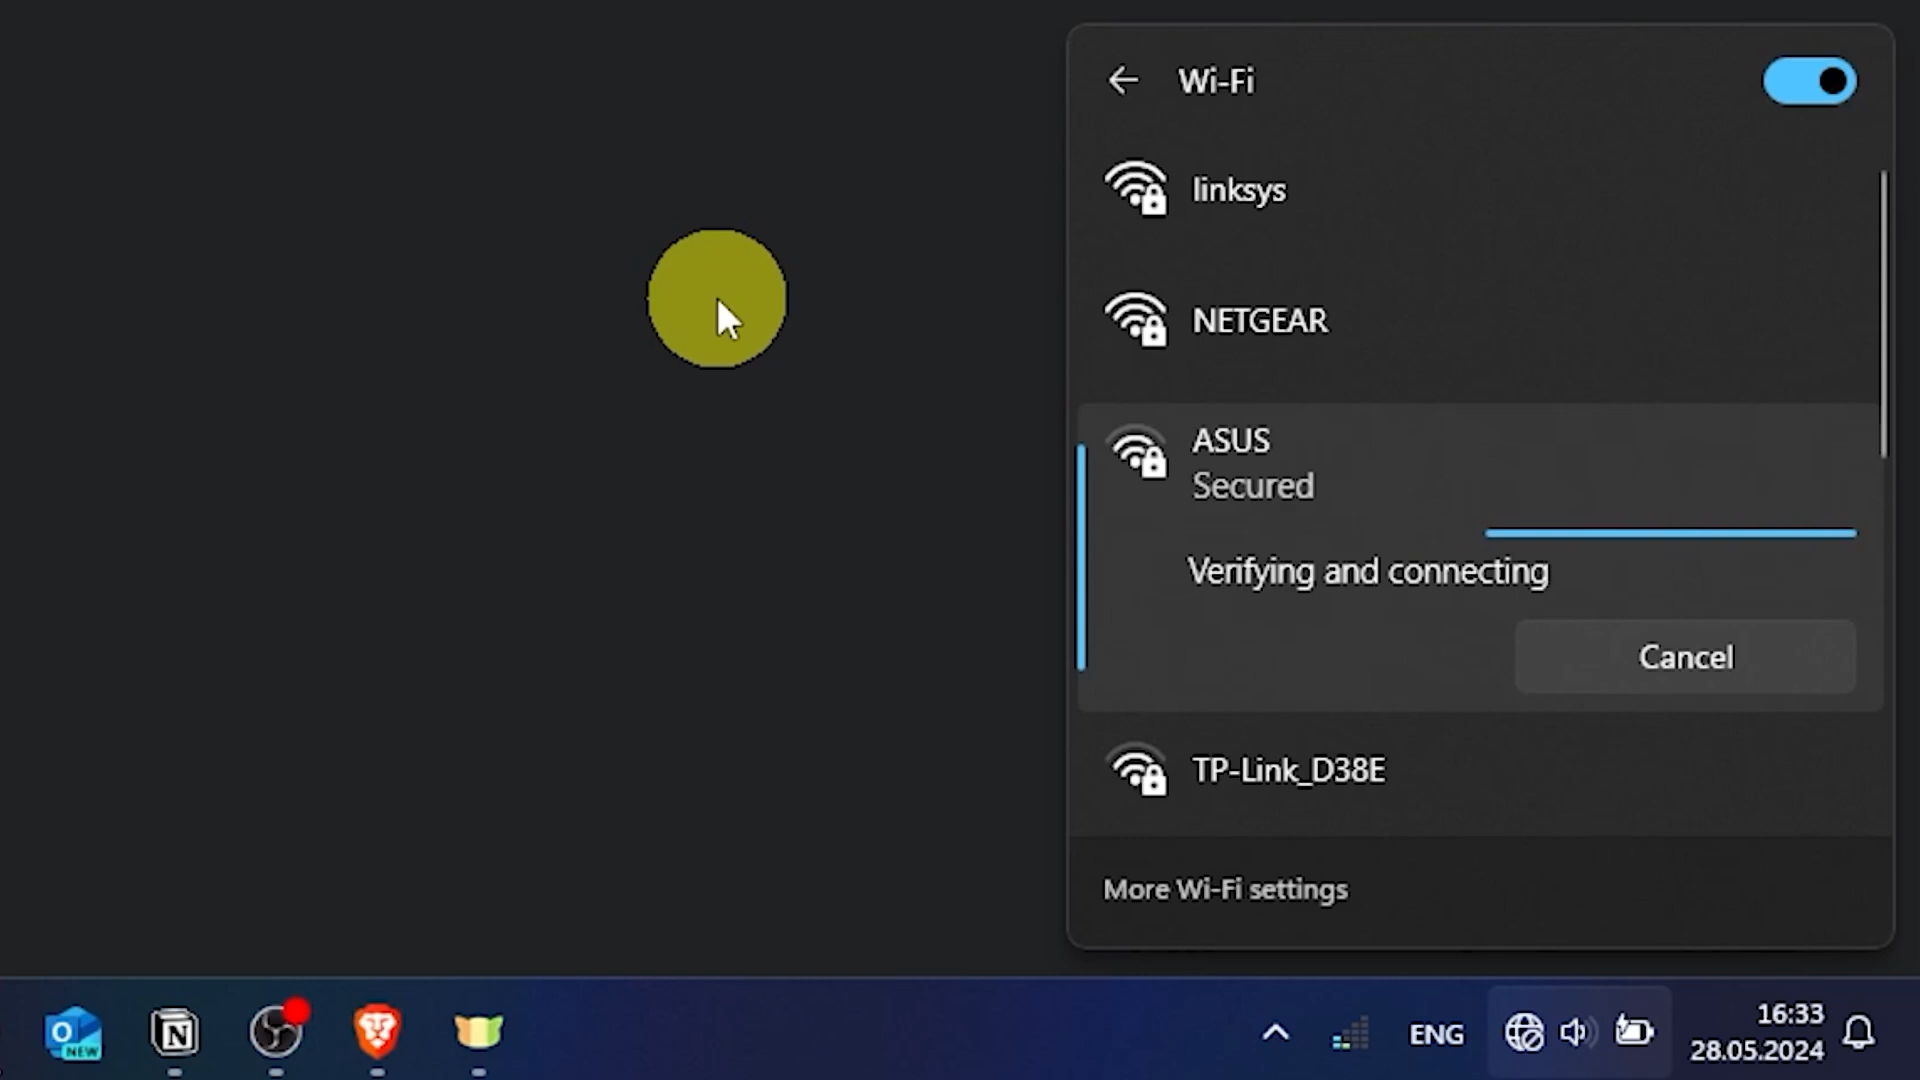 Wi-Fi
linksys
NETGEAR
ASUS
Secured
Verifying and connecting
Cancel
TP-Link_D38E
More Wi-Fi settings
O
NEW
N
ENG
16:33
28.05.2024